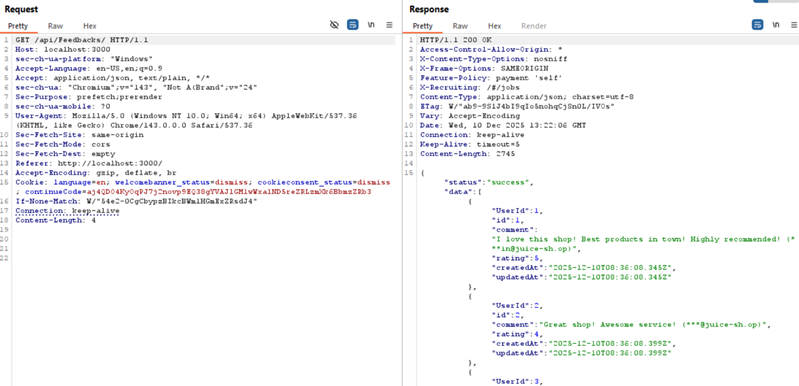 Request
Pretty Raw Hex
\n
1 GET /api/Feedbacks/ HTTP/1.1
2 Host: localhost:3000
3 sec-ch-ua-platform: "Windows"
4 Accept-Language: en-US,en;q=0.9
5 Accept: application/json, text/plain, */*
6 sec-ch-ua: "Chromium";v="143", "Not A(Brand";v="24"
7 Sec-Purpose: prefetch;prerender
8 sec-ch-ua-mobile: ?0
9 User-Agent: Mozilla/5.0 (Windows NT 10.0; Win64; x64) AppleWebKit/537.36
(KHTML, like Gecko) Chrome/143.0.0.0 Safari/537.36
10 Sec-Fetch-Site: same-origin
11 Sec-Fetch-Mode: cors
12 Sec-Fetch-Dest: empty
13 Referer: http://localhost:3000/
14 Accept-Encoding: gzip, deflate, br
15 Cookie: language=en; welcomebanner_status=dismiss; cookieconsent_status=dismiss
; continueCode=
16 If-None-Match:
17 Connection: keep-alive
18 Content-Length: 4
19
20
21
22
Response
Pretty Raw Hex Render
\n
1 HTTP/1.1 200 OK
2 Access-Control-Allow-Origin: *
3 X-Content-Type-Options: nosniff
4 X-Frame-Options: SAMEORIGIN
5 Feature-Policy: payment 'self'
6 X-Recruiting: /#/jobs
7 Content-Type: application/json; charset=utf-8
8 ETag:
9 Vary: Accept-Encoding
10 Date: Wed, 10 Dec 2025 13:22:06 GMT
11 Connection: keep-alive
12 Keep-Alive: timeout=5
13 Content-Length: 2745
14
15 {
"status":"success",
"data":[
{
"UserId":1,
"id":1,
"comment":
"I love this shop! Best products in town! Highly recommended! (*
**in@juice-sh.op)",
"rating":5,
"createdAt":"2025-12-10T08:36:08.345Z",
"updatedAt":"2025-12-10T08:36:08.345Z"
},
{
"UserId":2,
"id":2,
"comment":"Great shop! Awesome service! (***@juice-sh.op)",
"rating":4,
"createdAt":"2025-12-10T08:36:08.399Z",
"updatedAt":"2025-12-10T08:36:08.399Z"
},
{
"UserId":3,